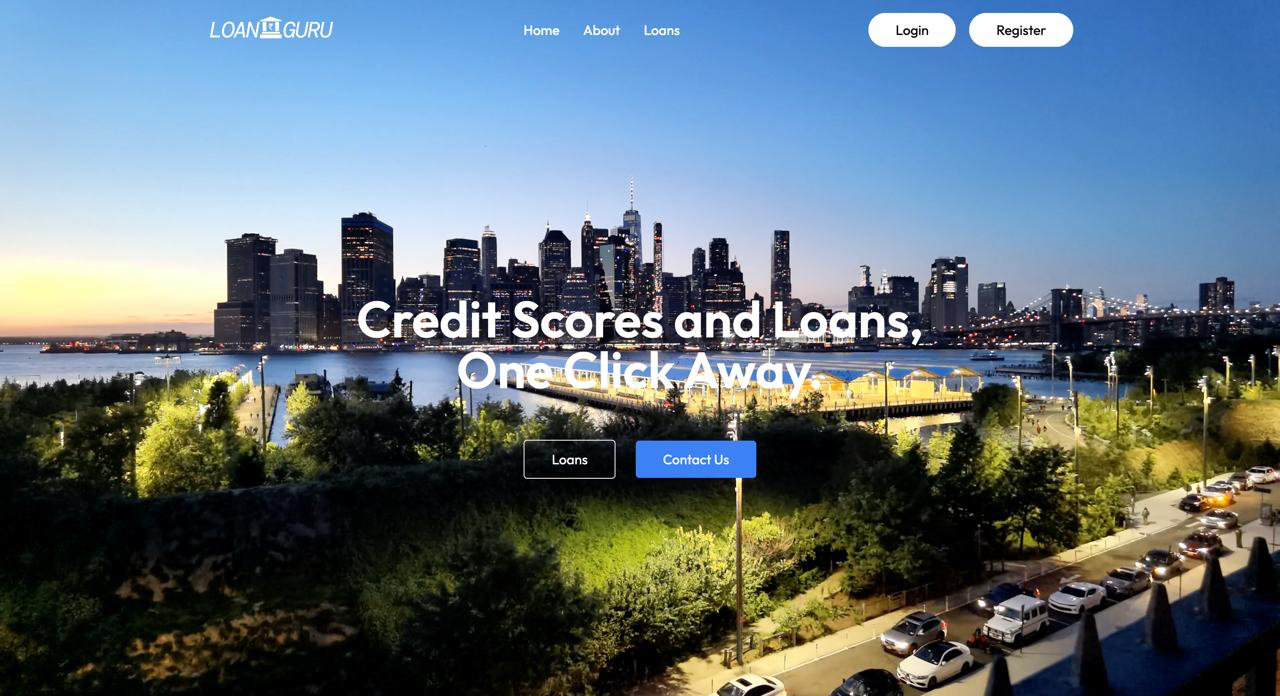 LOAN GURU
Home About Loans
Login Register
Credit Scores and Loans,
One Click Away.
Loans Contact Us